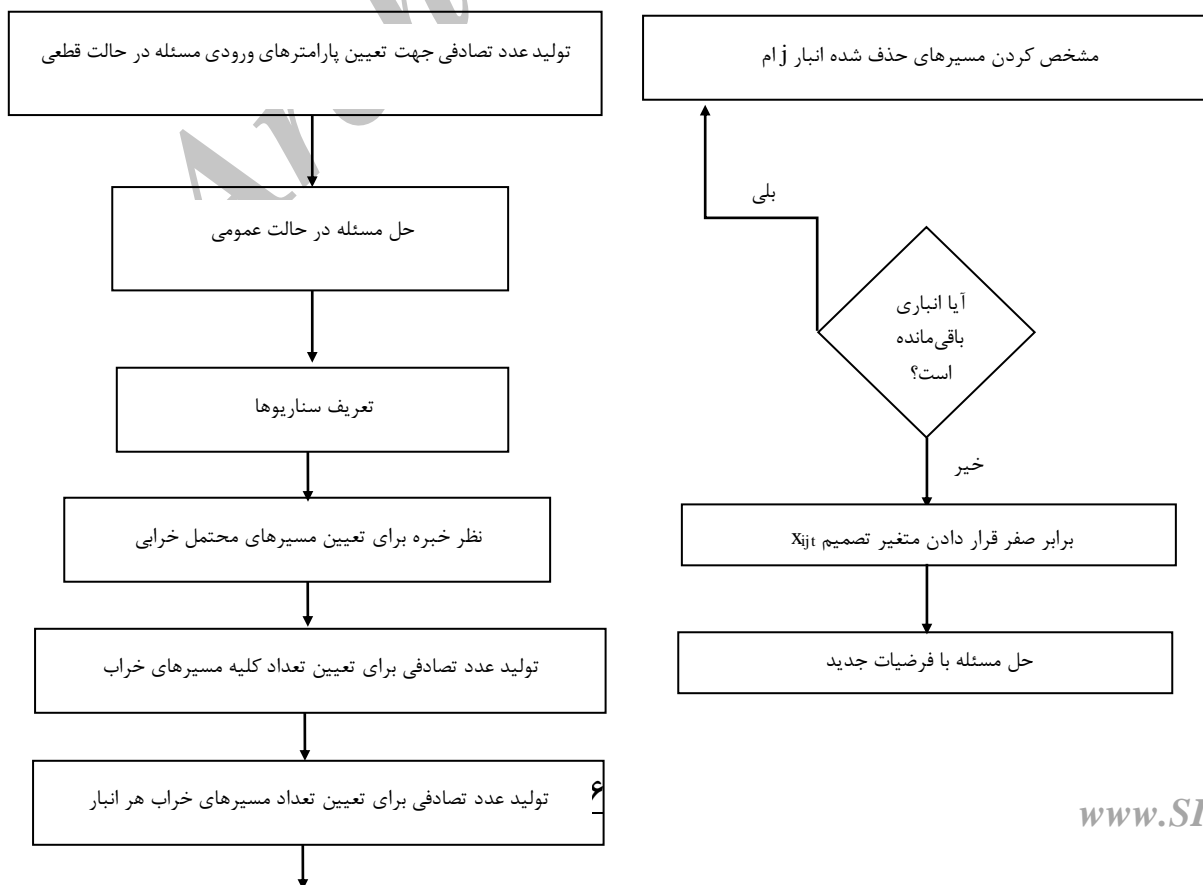 تولید عدد تصادفی جهت تعیین پارامترهای ورودی مسئله در حالت قطعی
حل مسئله در حالت عمومی
تعریف سناریوها
نظر خبره برای تعیین مسیرهای محتمل خرابی
تولید عدد تصادفی برای تعیین تعداد کلیه مسیرهای خراب
تولید عدد تصادفی برای تعیین تعداد مسیرهای خراب هر انبار
مشخص کردن مسیرهای حذف شده انبار j ام
بلی
آیا انباری
باقی‌مانده
است؟
خیر
برابر صفر قرار دادن متغیر تصمیم xijt
حل مسئله با فرضیات جدید
۶